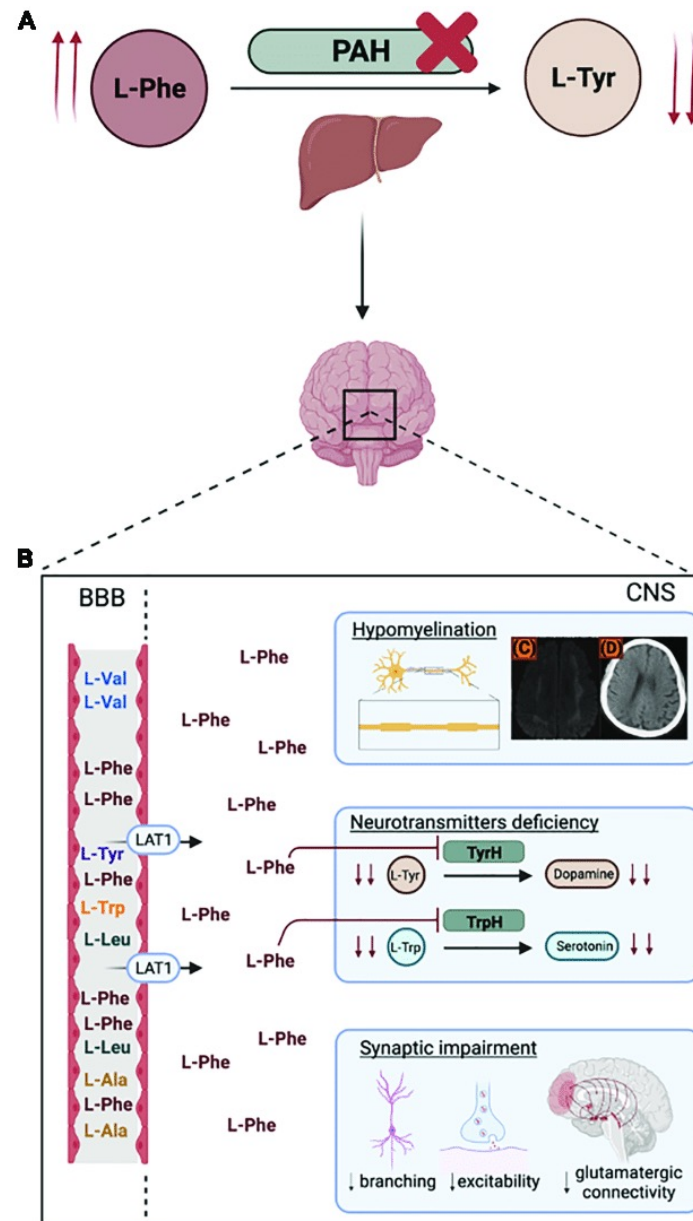 A
L-Phe
PAH
L-Tyr
B
BBB
CNS
L-Val
L-Val
L-Phe
L-Phe
LAT1
L-Tyr
L-Phe
L-Trp
L-Leu
LAT1
L-Phe
L-Phe
L-Leu
L-Ala
L-Phe
L-Ala
L-Phe
L-Phe
L-Phe
L-Phe
L-Phe
L-Phe
L-Phe
L-Phe
L-Phe
L-Phe
Hypomyelination
(C)
(D)
Neurotransmitters deficiency
TyrH
L-Tyr
Dopamine
TrpH
L-Trp
Serotonin
Synaptic impairment
↓ branching
↓ excitability
↓ glutamatergic
connectivity